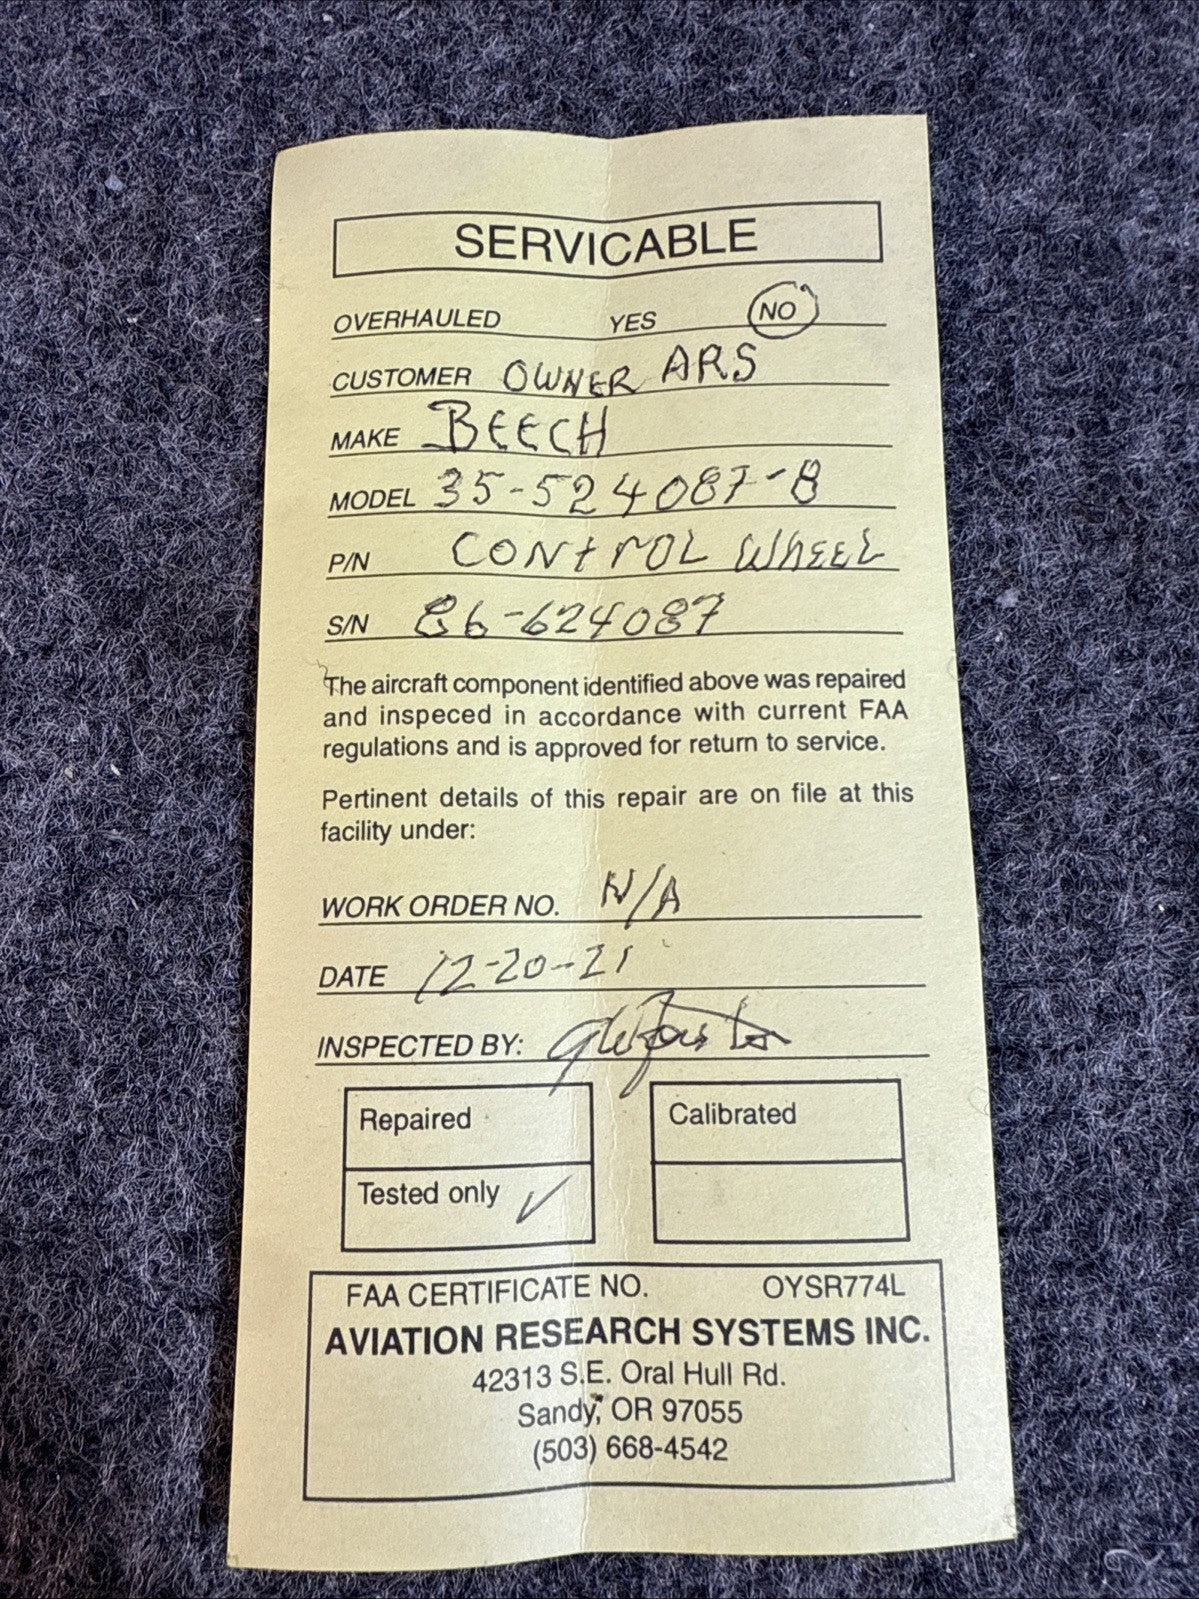 SERVICABLE
OVERHAULED YES NO
CUSTOMER OWNER ARS
MAKE BEECH
MODEL 35-524087-8
P/N CONTROL WHEEL
S/N 86-624087
The aircraft component identified above was repaired
and inspeced in accordance with current FAA
regulations and is approved for return to service.
Pertinent details of this repair are on file at this
facility under:
WORK ORDER NO. N/A
DATE 12-20-21
INSPECTED BY:
Repaired
Calibrated
Tested only ✓
FAA CERTIFICATE NO. OYSR774L
AVIATION RESEARCH SYSTEMS INC.
42313 S.E. Oral Hull Rd.
Sandy, OR 97055
(503) 668-4542